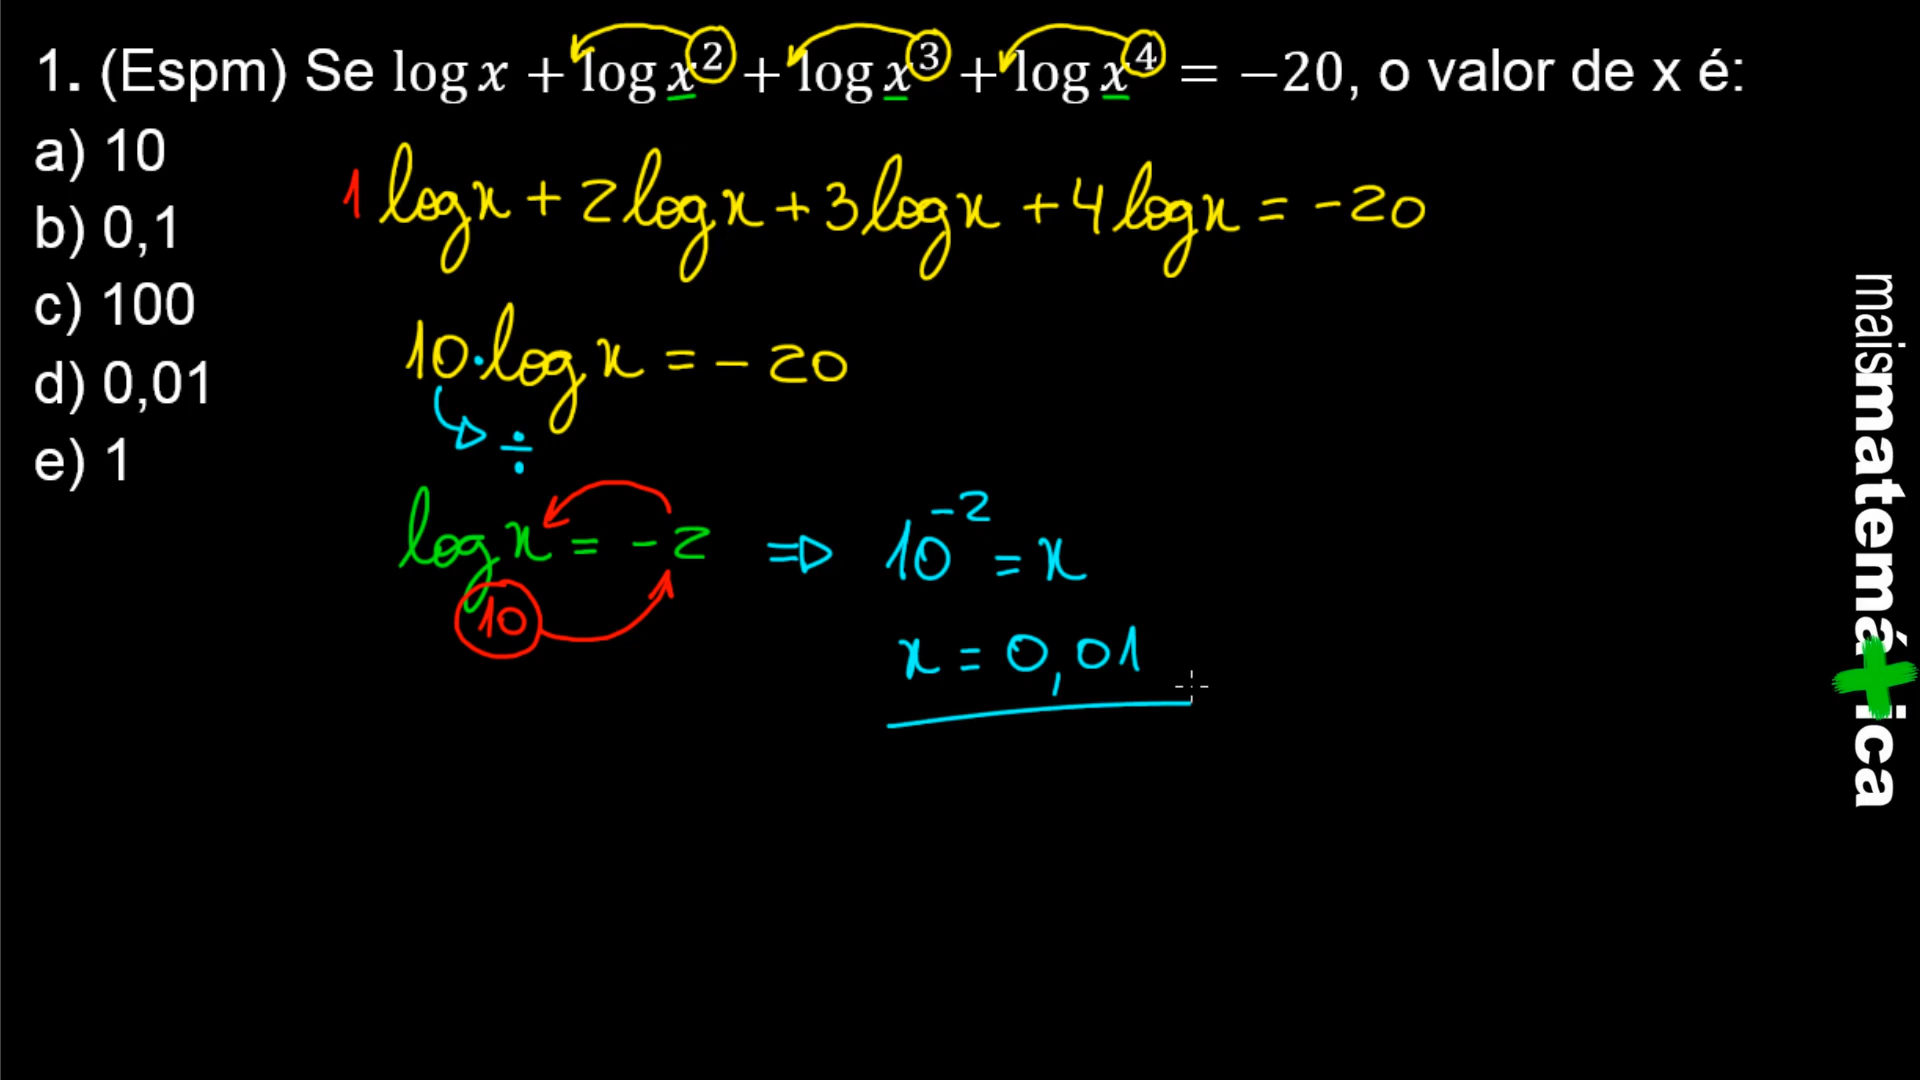 1. (Espm) Se log x + log x² + log x³ + log x⁴ = −20, o valor de x é:
a) 10
b) 0,1
c) 100
d) 0,01
e) 1
1 log x + 2 log x + 3 log x + 4 log x = -20
10 · log x = - 20
÷
log x = - 2 ⇒ 10⁻² = x
10
x = 0,01
maismatemática